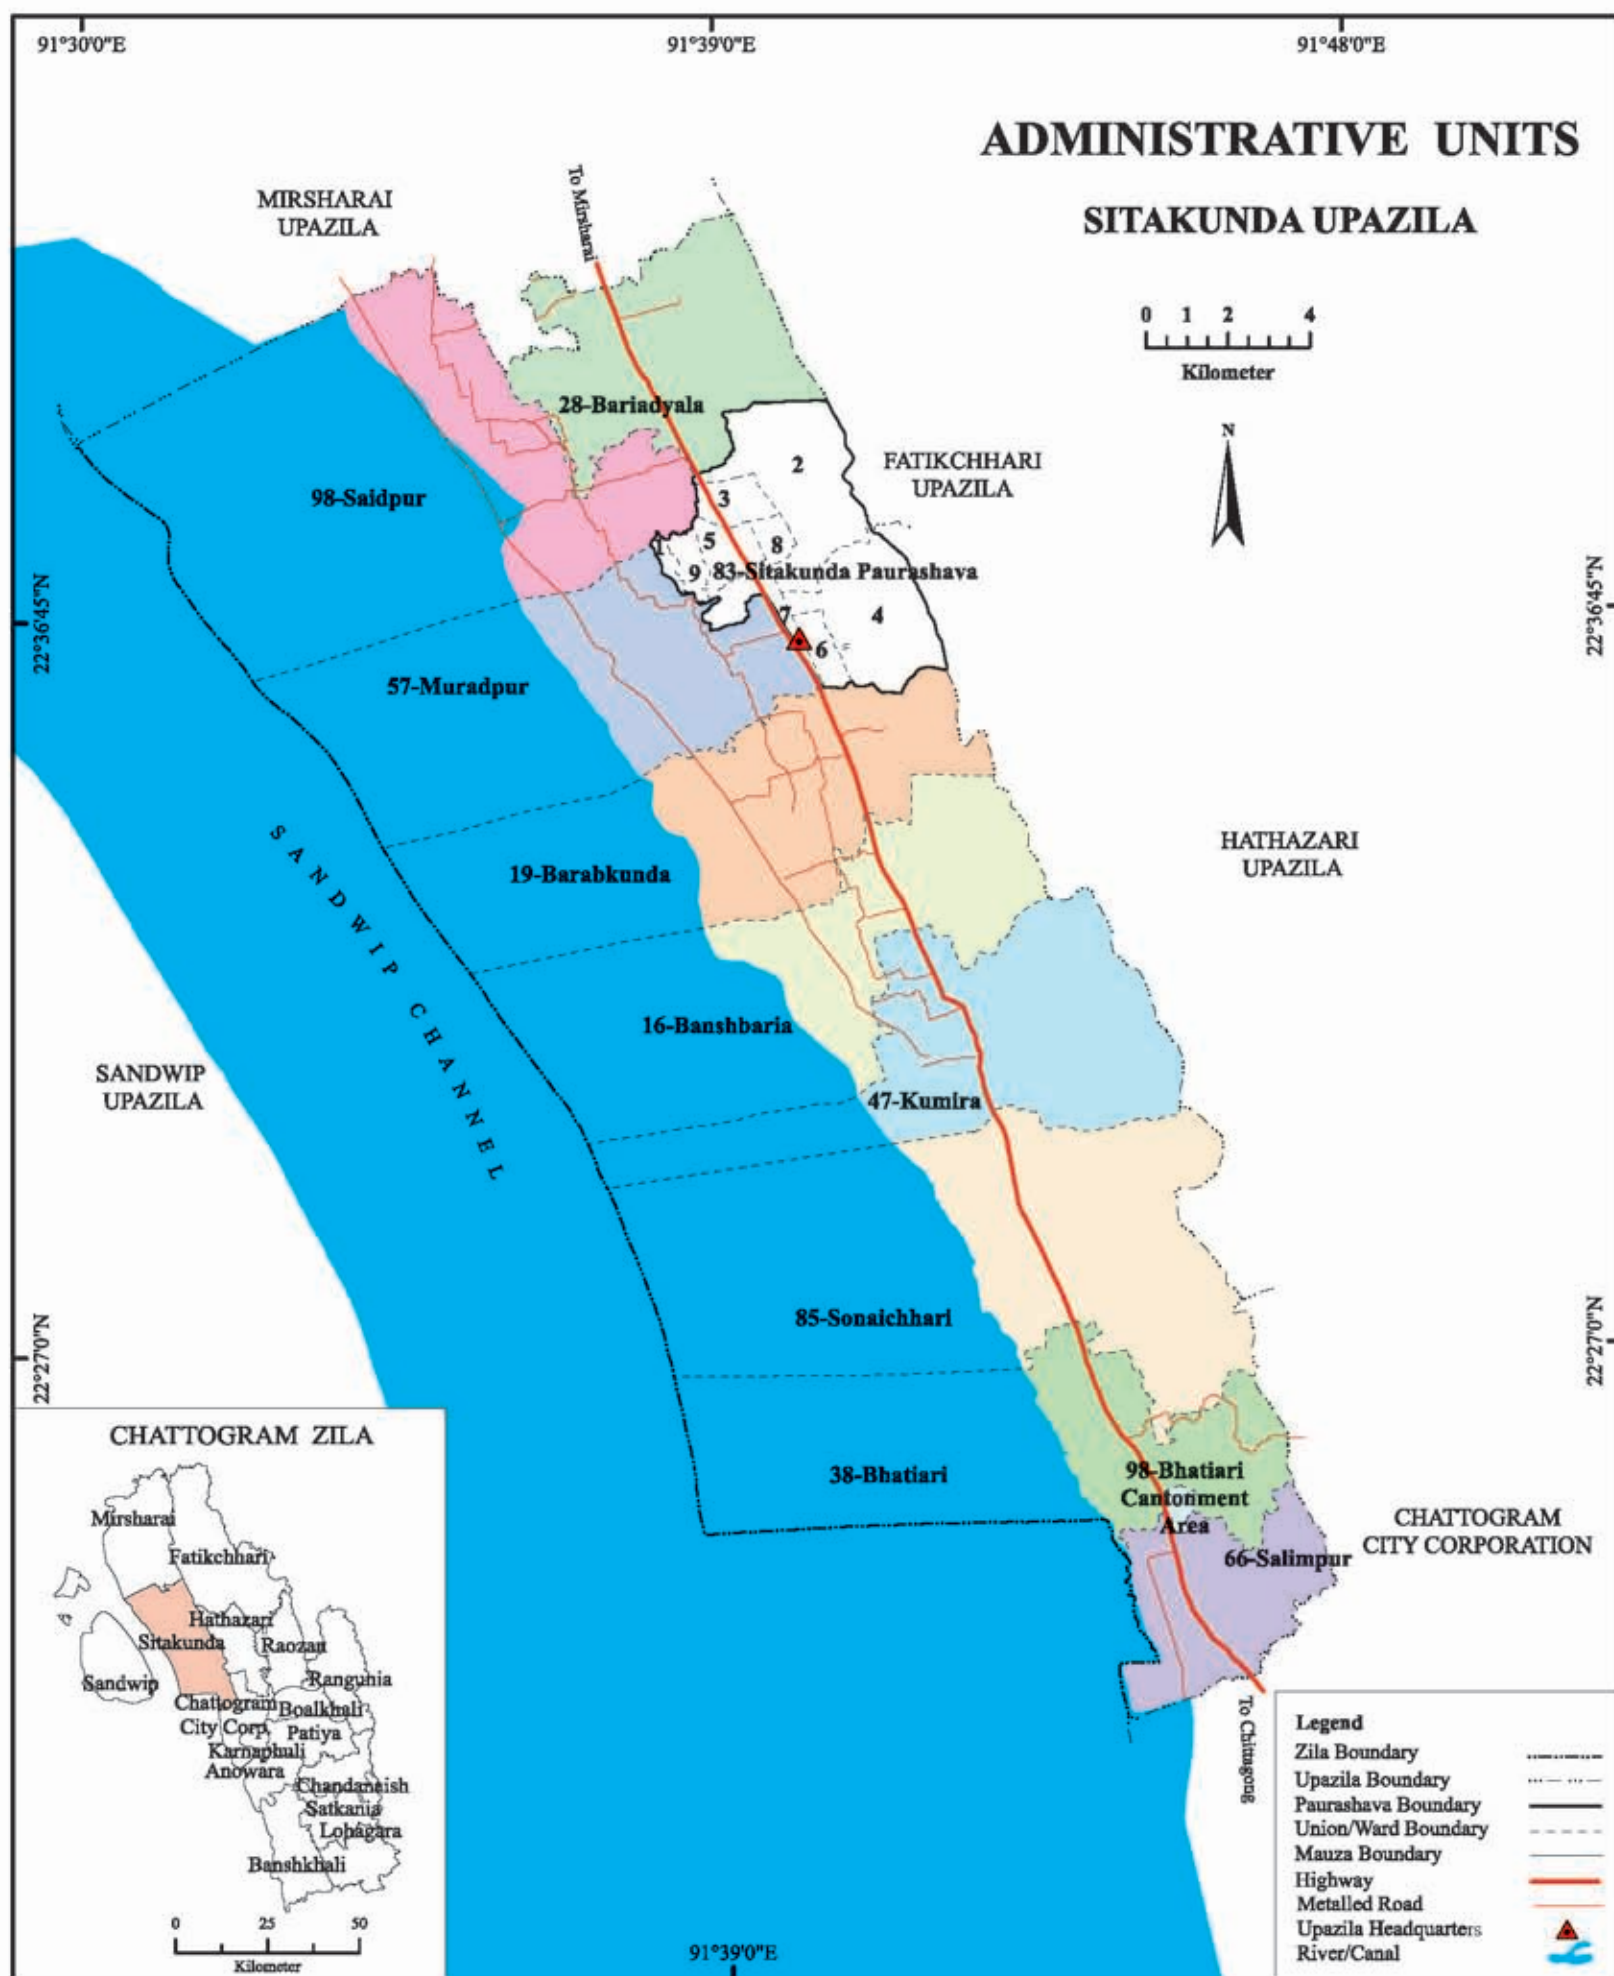 91°30'0"E
91°39'0"E
91°48'0"E
ADMINISTRATIVE UNITS
SITAKUNDA UPAZILA
MIRSHARAI
UPAZILA
To Mirsharai
0 1 2 4
Kilometer
N
28-Bariadyala
FATIKCHHARI
UPAZILA
98-Saidpur
2
3
1
5
8
9
83-Sitakunda Paurashava
7
4
6
22°36'45"N
22°36'45"N
57-Muradpur
HATHAZARI
UPAZILA
19-Barabkunda
SANDWIP CHANNEL
16-Banshbaria
SANDWIP
UPAZILA
47-Kumira
85-Sonaichhari
22°27'0"N
22°27'0"N
38-Bhatiari
98-Bhatiari
Cantonment
Area
66-Salimpur
CHATTOGRAM
CITY CORPORATION
To Chittagong
CHATTOGRAM ZILA
Mirsharai
Fatikchhari
Hathazari
Sitakunda
Raozan
Sandwip
Rangunia
Chattogram
City Corp.
Boalkhali
Patiya
Karnaphuli
Anowara
Chandanaish
Satkania
Lohagara
Banshkhali
0 25 50
Kilometer
91°39'0"E
Legend
Zila Boundary
Upazila Boundary
Paurashava Boundary
Union/Ward Boundary
Mauza Boundary
Highway
Metalled Road
Upazila Headquarters
River/Canal